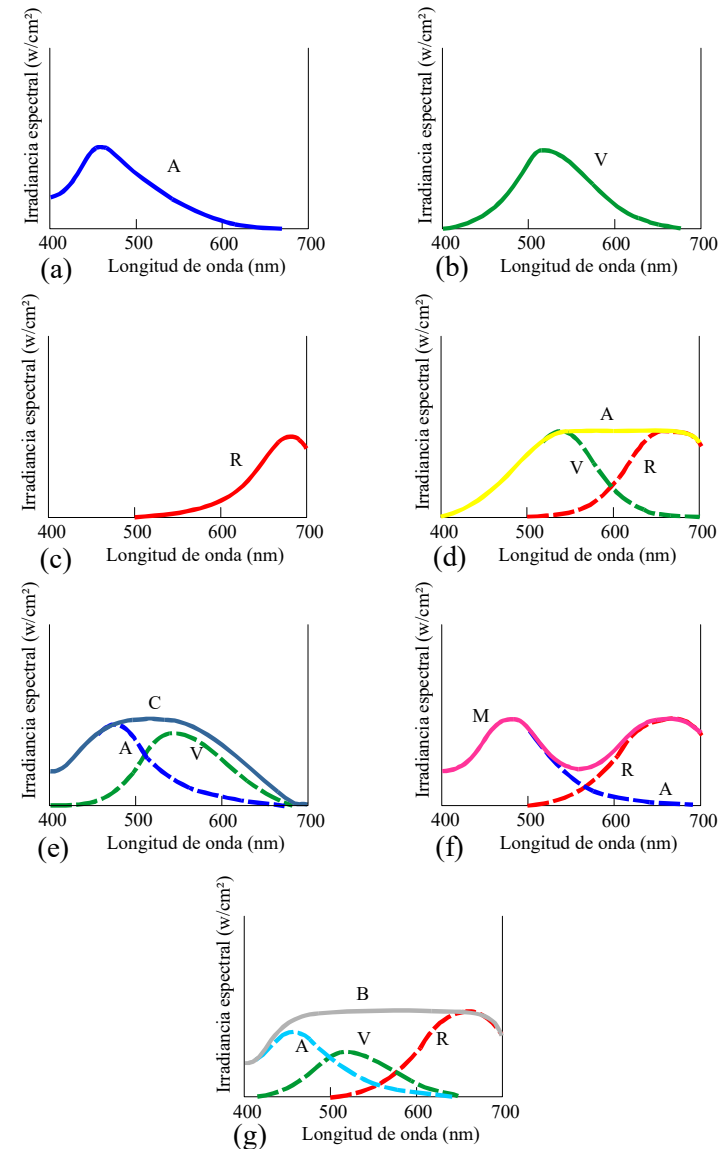 Irradiancia espectral (w/cm²)
A
400
500
600
700
Longitud de onda (nm)
(a)
Irradiancia espectral (w/cm²)
V
400
500
600
700
Longitud de onda (nm)
(b)
Irradiancia espectral (w/cm²)
R
400
500
600
700
Longitud de onda (nm)
(c)
Irradiancia espectral (w/cm²)
A
V
R
400
500
600
700
Longitud de onda (nm)
(d)
Irradiancia espectral (w/cm²)
C
A
V
400
500
600
700
Longitud de onda (nm)
(e)
Irradiancia espectral (w/cm²)
M
R
A
400
500
600
700
Longitud de onda (nm)
(f)
Irradiancia espectral (w/cm²)
B
A
V
R
400
500
600
700
Longitud de onda (nm)
(g)